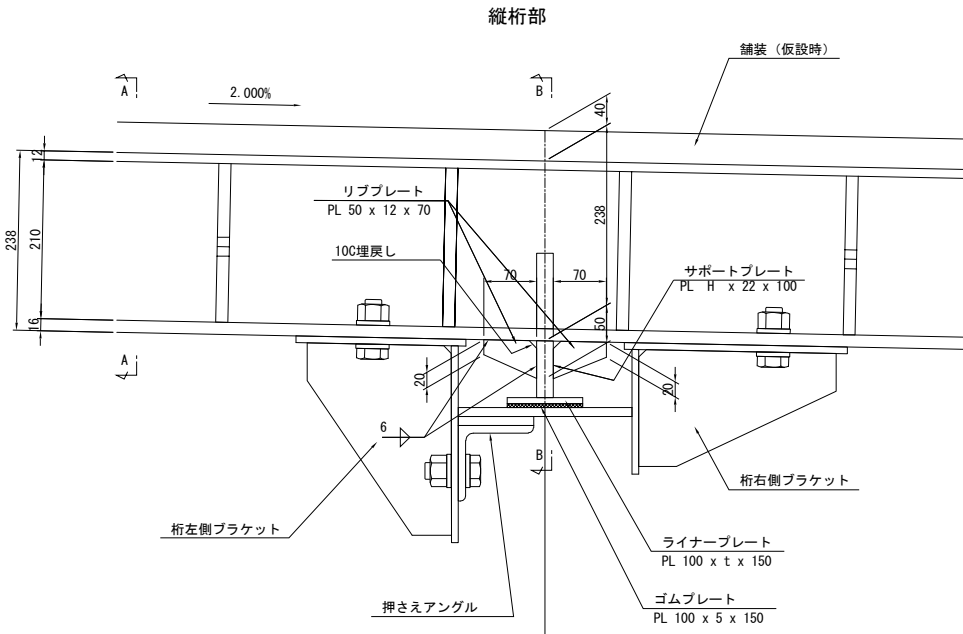 縦桁部
舗装（仮設時）
A
B
2.000%
40
12
リブプレート
PL 50 x 12 x 70
238
238
210
10C埋戻し
70
70
サポートプレート
PL H x 22 x 100
16
50
A
20
20
6
B
桁右側ブラケット
桁左側ブラケット
ライナープレート
PL 100 x t x 150
押さえアングル
ゴムプレート
PL 100 x 5 x 150